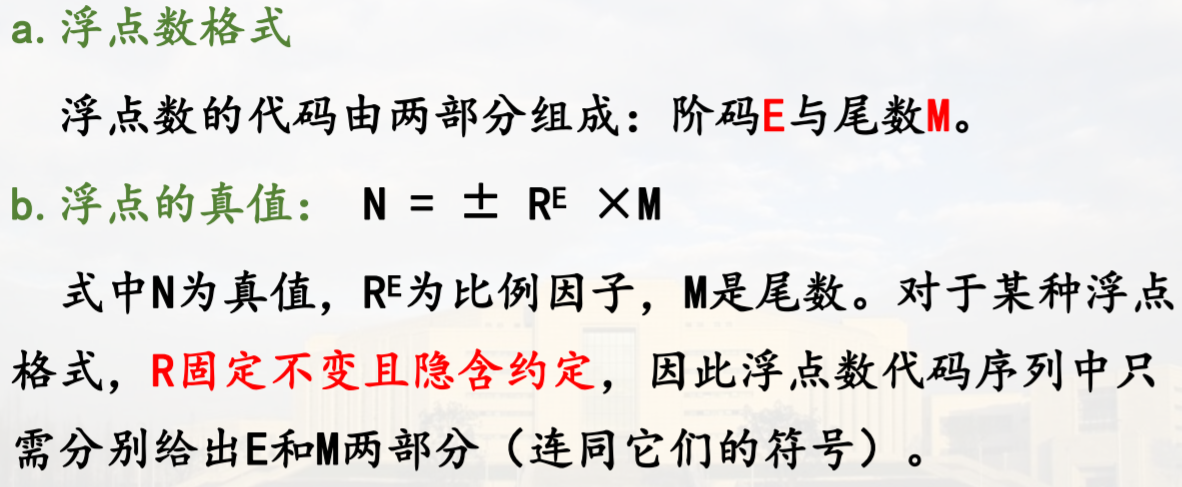 a.浮点数格式
浮点数的代码由两部分组成：阶码E与尾数M。
b.浮点的真值： N = ± Rᴱ ×M
式中N为真值，Rᴱ为比例因子，M是尾数。对于某种浮点
格式，R固定不变且隐含约定，因此浮点数代码序列中只
需分别给出E和M两部分（连同它们的符号）。